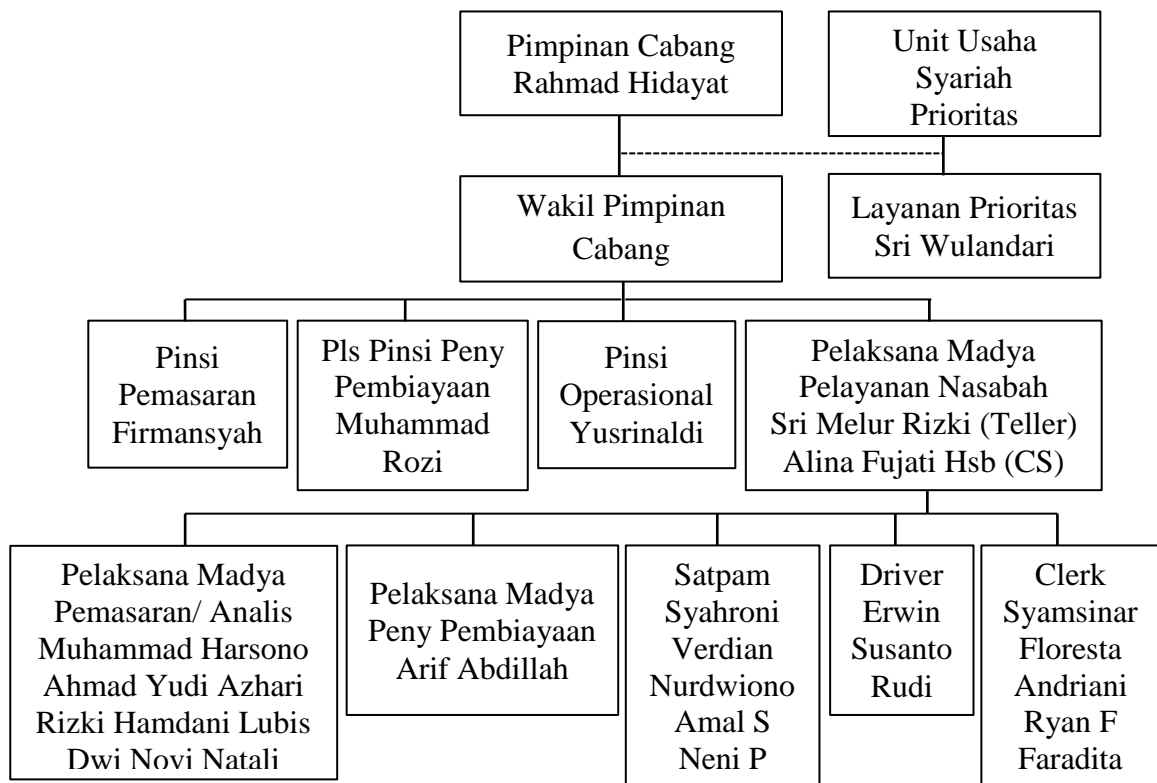 Pimpinan Cabang
Rahmad Hidayat
Unit Usaha
Syariah
Prioritas
Wakil Pimpinan
Cabang
Layanan Prioritas
Sri Wulandari
Pinsi
Pemasaran
Firmansyah
Pls Pinsi Peny
Pembiayaan
Muhammad
Rozi
Pinsi
Operasional
Yusrinaldi
Pelaksana Madya
Pelayanan Nasabah
Sri Melur Rizki (Teller)
Alina Fujati Hsb (CS)
Pelaksana Madya
Pemasaran/ Analis
Muhammad Harsono
Ahmad Yudi Azhari
Rizki Hamdani Lubis
Dwi Novi Natali
Pelaksana Madya
Peny Pembiayaan
Arif Abdillah
Satpam
Syahroni
Verdian
Nurdwiono
Amal S
Neni P
Driver
Erwin
Susanto
Rudi
Clerk
Syamsinar
Floresta
Andriani
Ryan F
Faradita